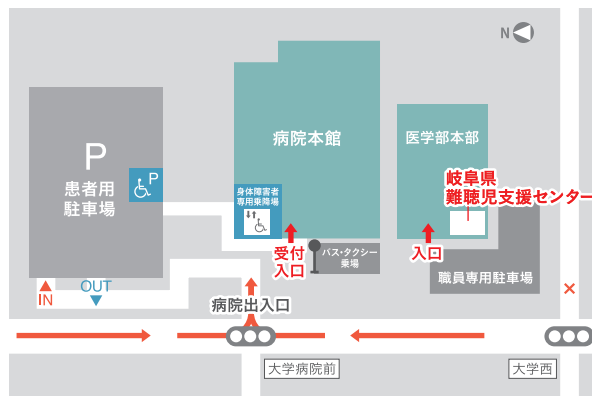 N
病院本館
医学部本部
P
患者用
駐車場
P
身体障害者
専用乗降場
岐阜県
難聴児支援センター
受付
入口
バス・タクシー
乗場
入口
職員専用駐車場
IN
OUT
病院出入口
大学病院前
大学西